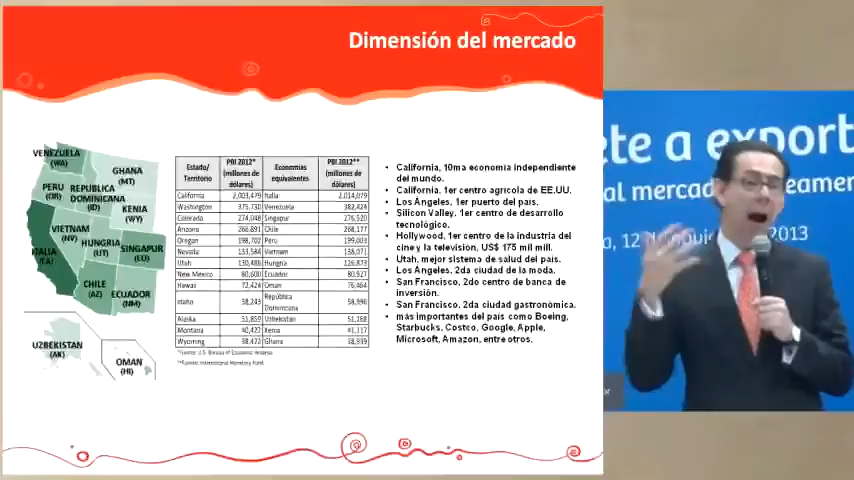 Dimensión del mercado
VENEZUELA
(WA)
GHANA
(MT)
PERU
(OR)
REPUBLICA
DOMINICANA
(ID)
KENIA
(WY)
VIETNAM
(NV)
HUNGRIA
(UT)
SINGAPUR
(CO)
ITALIA
(CA)
CHILE
(AZ)
ECUADOR
(NM)
UZBEKISTAN
(AK)
OMAN
(HI)
Estado/ Territorio PBI 2012* (millones de dólares) Economías equivalentes PBI 2012** (millones de dólares)
California 2,003,479 Italia 2,014,079
Washington 375,730 Venezuela 382,424
Colorado 274,048 Singapur 276,520
Arizona 266,891 Chile 268,177
Oregon 198,702 Peru 199,003
Nevada 133,584 Vietnam 138,071
Utah 130,486 Hungria 126,873
New Mexico 80,600 Ecuador 80,927
Hawaii 72,424 Oman 76,464
Idaho 58,243 República Dominicana 58,996
Alaska 51,859 Uzbekistan 51,168
Montana 40,422 Kenia 41,117
Wyoming 38,422 Ghana 38,939
*Fuente: U.S. Bureau of Economic Analysis
**Fuente: International Monetary Fund
• California, 10ma economía independiente
del mundo.
• California, 1er centro agrícola de EE.UU.
• Los Ángeles, 1er puerto del país.
• Silicon Valley, 1er centro de desarrollo
tecnológico.
• Hollywood, 1er centro de la industria del
cine y la televisión, US$ 175 mil mill.
• Utah, mejor sistema de salud del país.
• Los Ángeles, 2da ciudad de la moda.
• San Francisco, 2do centro de banca de
inversión.
• San Francisco, 2da ciudad gastronómica.
• más importantes del país como Boeing,
Starbucks, Costco, Google, Apple,
Microsoft, Amazon, entre otros.
ete a export
al mercad
eamer
a, 12 d
2013